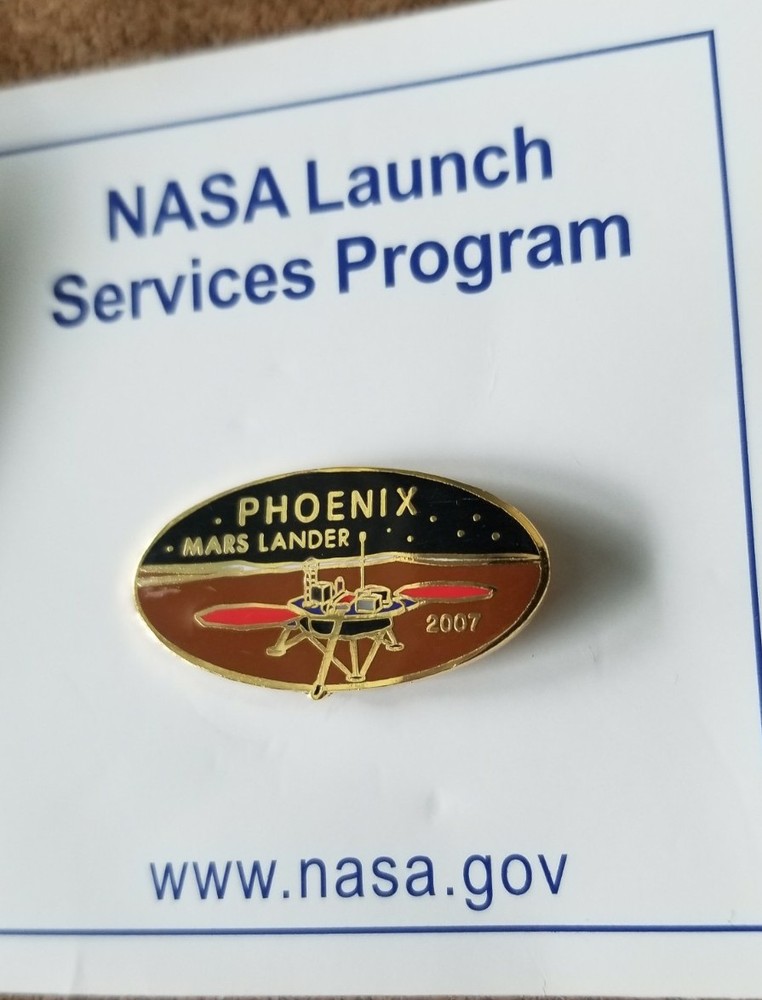 NASA Launch
Services Program
PHOENIX
MARS LANDER
2007
www.nasa.gov